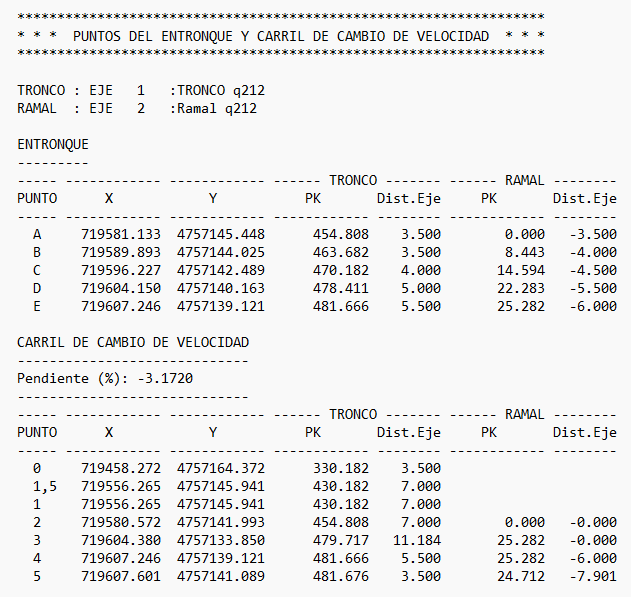 ******************************************************************
* * *  PUNTOS DEL ENTRONQUE Y CARRIL DE CAMBIO DE VELOCIDAD  * * *
******************************************************************
TRONCO : EJE   1   :TRONCO q212
RAMAL  : EJE   2   :Ramal q212
ENTRONQUE
---------
----- ------------ ------------ ------ TRONCO ------- ------ RAMAL --------
PUNTO      X            Y           PK       Dist.Eje     PK       Dist.Eje
----- ------------ ------------ ------------ -------- ------------ --------
  A     719581.133  4757145.448      454.808    3.500        0.000   -3.500
  B     719589.893  4757144.025      463.682    3.500        8.443   -4.000
  C     719596.227  4757142.489      470.182    4.000       14.594   -4.500
  D     719604.150  4757140.163      478.411    5.000       22.283   -5.500
  E     719607.246  4757139.121      481.666    5.500       25.282   -6.000
CARRIL DE CAMBIO DE VELOCIDAD
-----------------------------
Pendiente (%): -3.1720
-----------------------------
----- ------------ ------------ ------ TRONCO ------- ------ RAMAL --------
PUNTO      X            Y           PK       Dist.Eje     PK       Dist.Eje
----- ------------ ------------ ------------ -------- ------------ --------
  0     719458.272  4757164.372      330.182    3.500
  1,5   719556.265  4757145.941      430.182    7.000
  1     719556.265  4757145.941      430.182    7.000
  2     719580.572  4757141.993      454.808    7.000        0.000   -0.000
  3     719604.380  4757133.850      479.717   11.184       25.282   -0.000
  4     719607.246  4757139.121      481.666    5.500       25.282   -6.000
  5     719607.601  4757141.089      481.676    3.500       24.712   -7.901